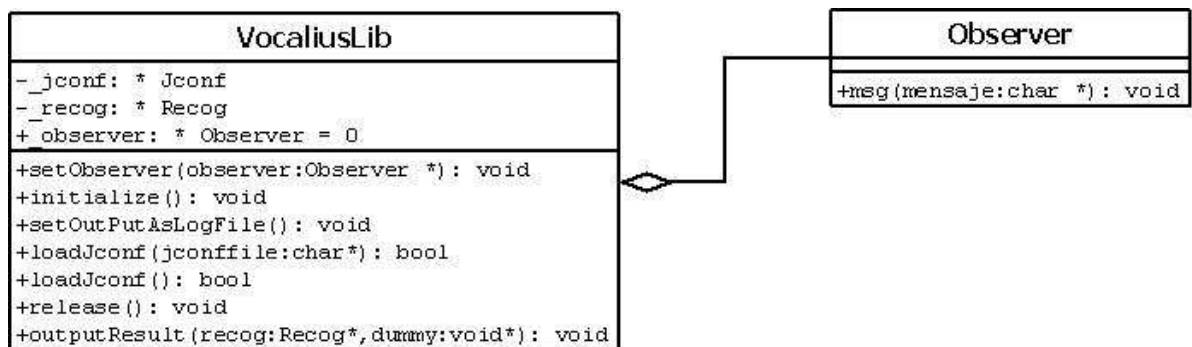 VocaliusLib
-_jconf: * Jconf
-_recog: * Recog
+_observer: * Observer = 0
+setObserver(observer:Observer *): void
+initialize(): void
+setOutPutAsLogFile(): void
+loadJconf(jconffile:char*): bool
+loadJconf(): bool
+release(): void
+outputResult(recog:Recog*,dummy:void*): void
Observer
+msg(mensaje:char *): void